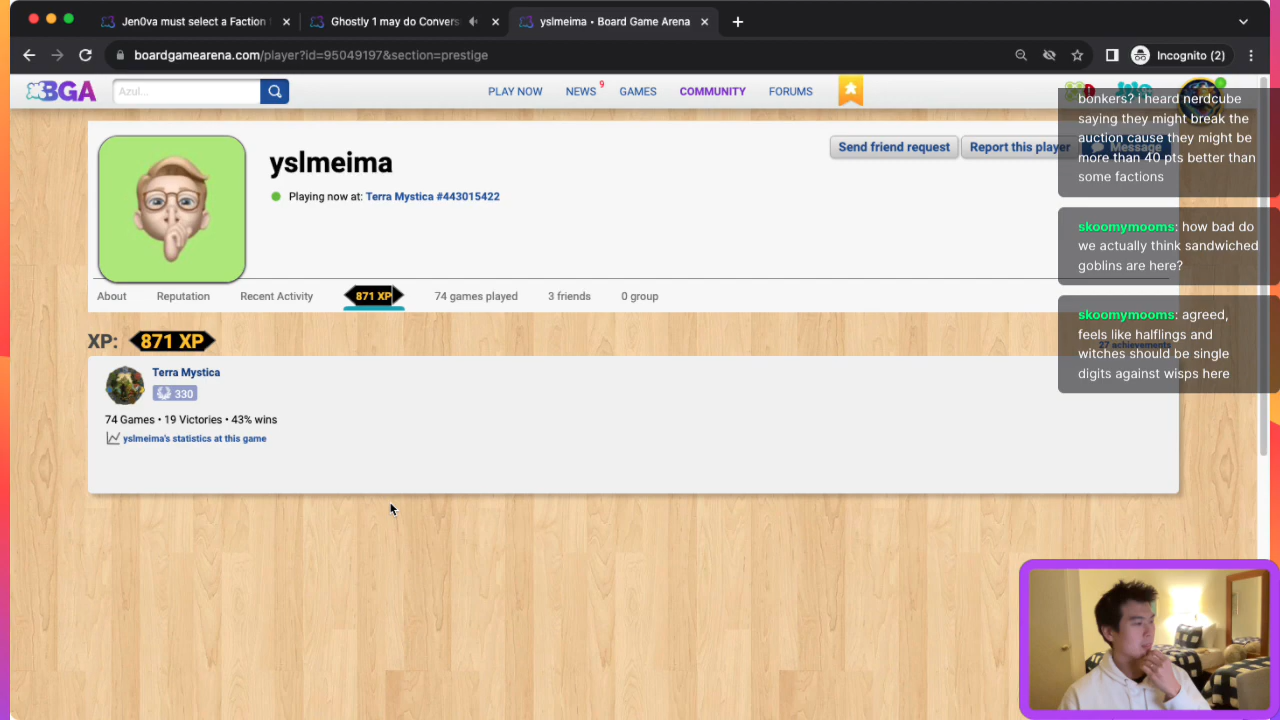 Jen0va must select a Faction
Ghostly 1 may do Convers
yslmeima • Board Game Arena
boardgamearena.com/player?id=95049197&section=prestige
Incognito (2)
BGA
Azul...
PLAY NOW
NEWS 9
GAMES
COMMUNITY
FORUMS
yslmeima
Playing now at: Terra Mystica #443015422
Send friend request
Report this player
Message
About
Reputation
Recent Activity
871 XP
74 games played
3 friends
0 group
XP: 871 XP
27 achievements
Terra Mystica
330
74 Games • 19 Victories • 43% wins
yslmeima's statistics at this game
bonkers? i heard nerdcube
saying they might break the
auction cause they might be
more than 40 pts better than
some factions
skoomymooms: how bad do
we actually think sandwiched
goblins are here?
skoomymooms: agreed,
feels like halflings and
witches should be single
digits against wisps here